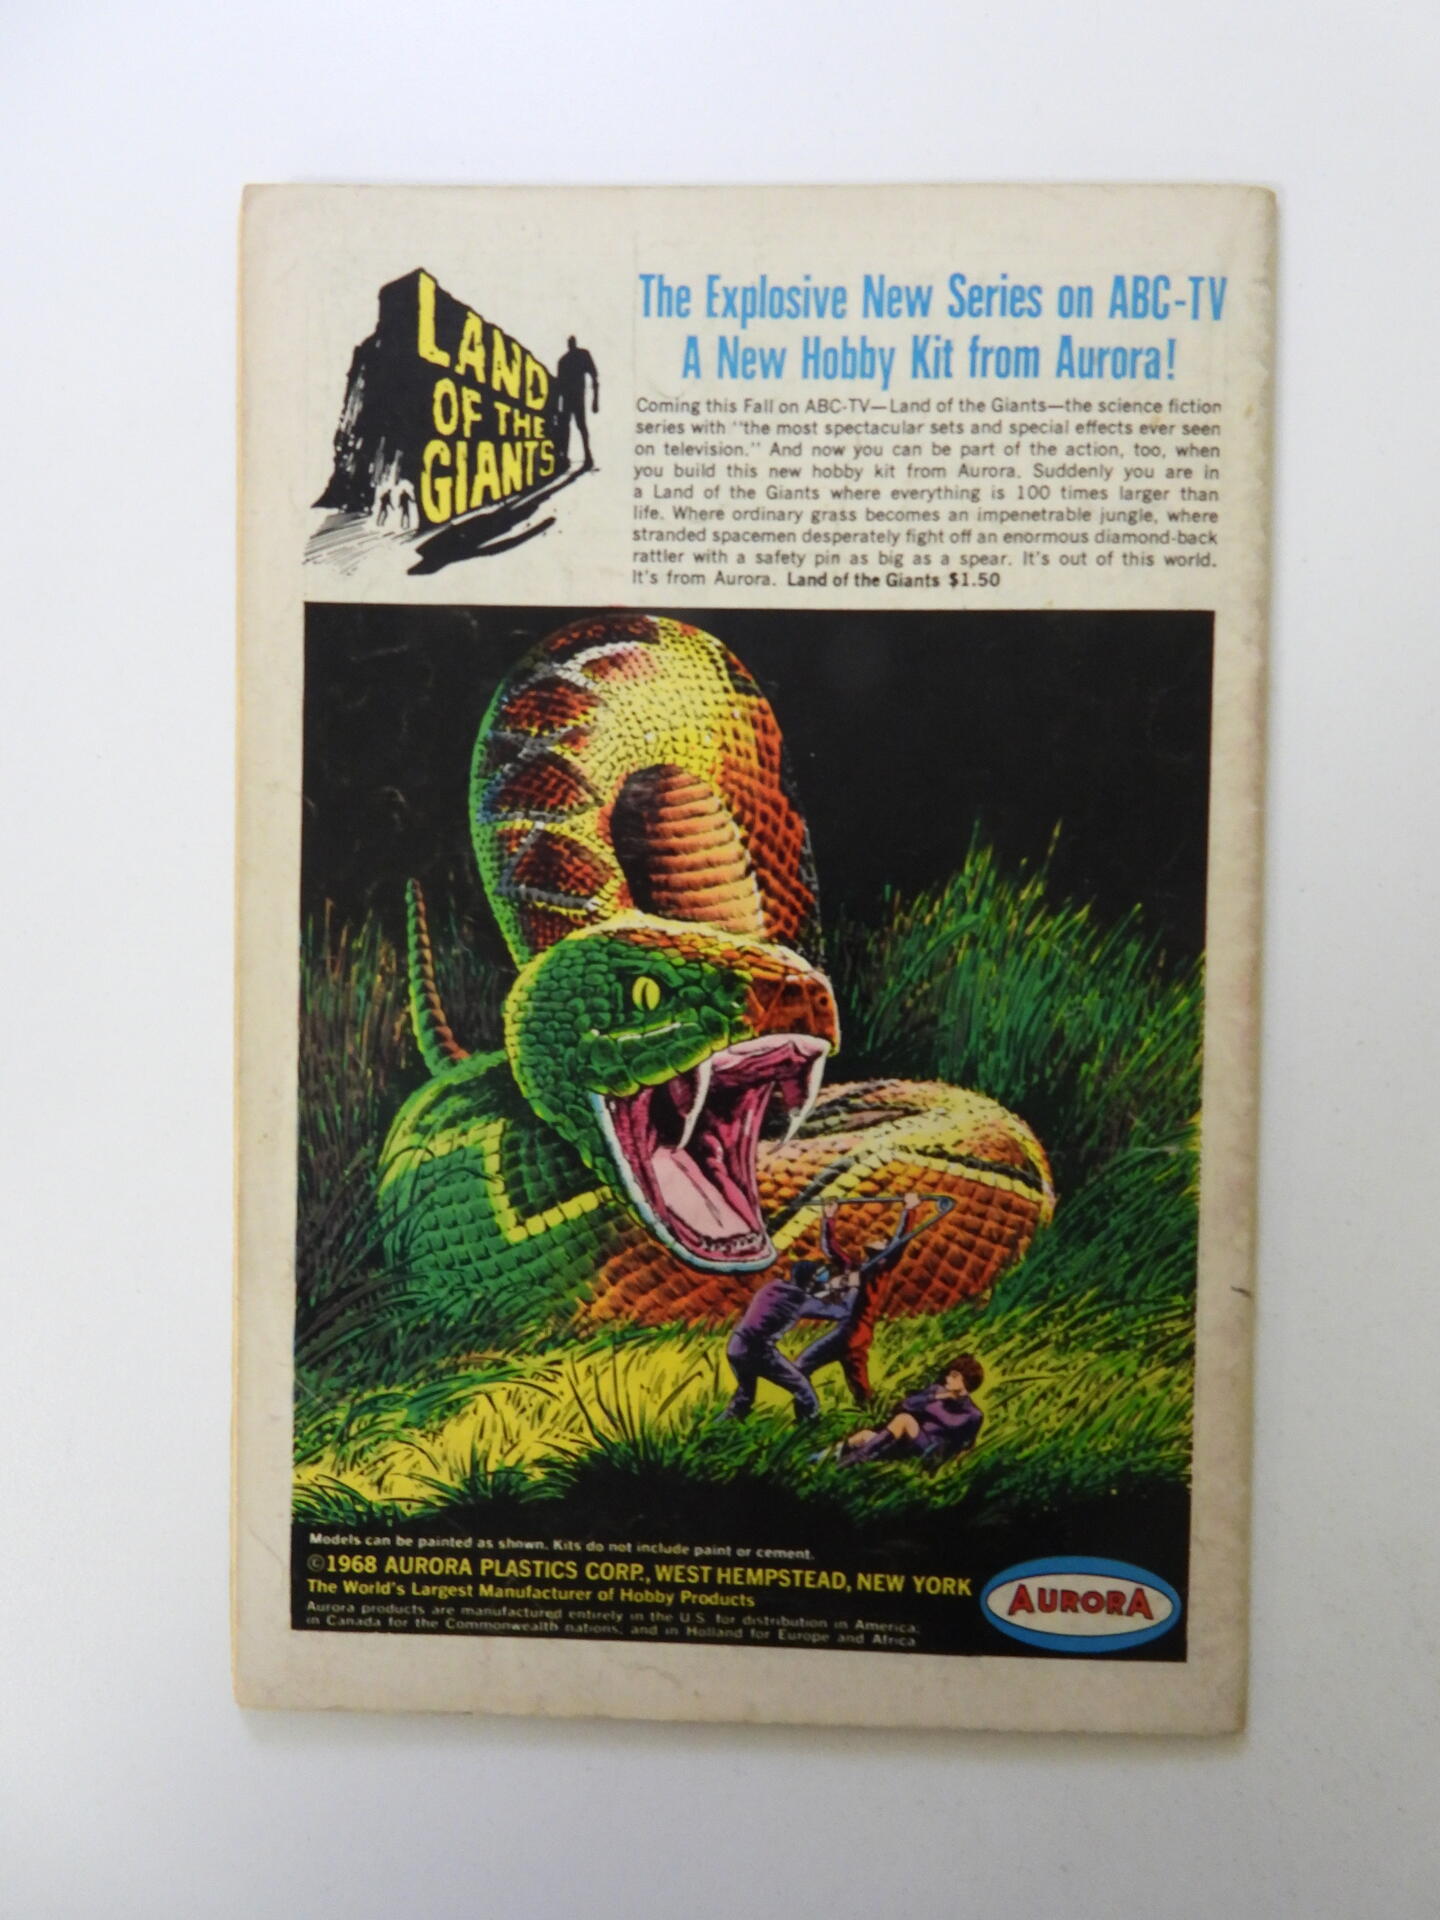 LAND
OF THE
GIANTS
The Explosive New Series on ABC-TV
A New Hobby Kit from Aurora!
Coming this Fall on ABC-TV—Land of the Giants—the science fiction
series with "the most spectacular sets and special effects ever seen
on television." And now you can be part of the action, too, when
you build this new hobby kit from Aurora. Suddenly you are in
a Land of the Giants where everything is 100 times larger than
life. Where ordinary grass becomes an impenetrable jungle, where
stranded spacemen desperately fight off an enormous diamond-back
rattler with a safety pin as big as a spear. It's out of this world.
It's from Aurora. Land of the Giants $1.50
Models can be painted as shown. Kits do not include paint or cement.
©1968 AURORA PLASTICS CORP., WEST HEMPSTEAD, NEW YORK
The World's Largest Manufacturer of Hobby Products
Aurora products are manufactured entirely in the U.S. for distribution in America;
in Canada for the Commonwealth nations; and in Holland for Europe and Africa
AURORA